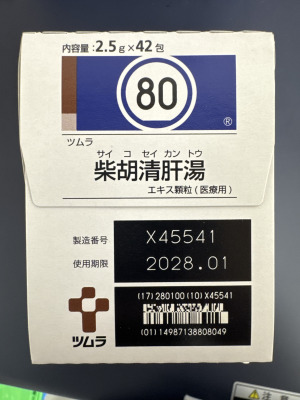 内容量：2.5g×42包
80
®
ツムラ
サイ コ セイ カン トウ
柴胡清肝湯
エキス顆粒（医療用）
製造番号 X45541
使用期限 2028.01
(17)280100(10)X45541
(01)14987138808049
ツムラ
注意